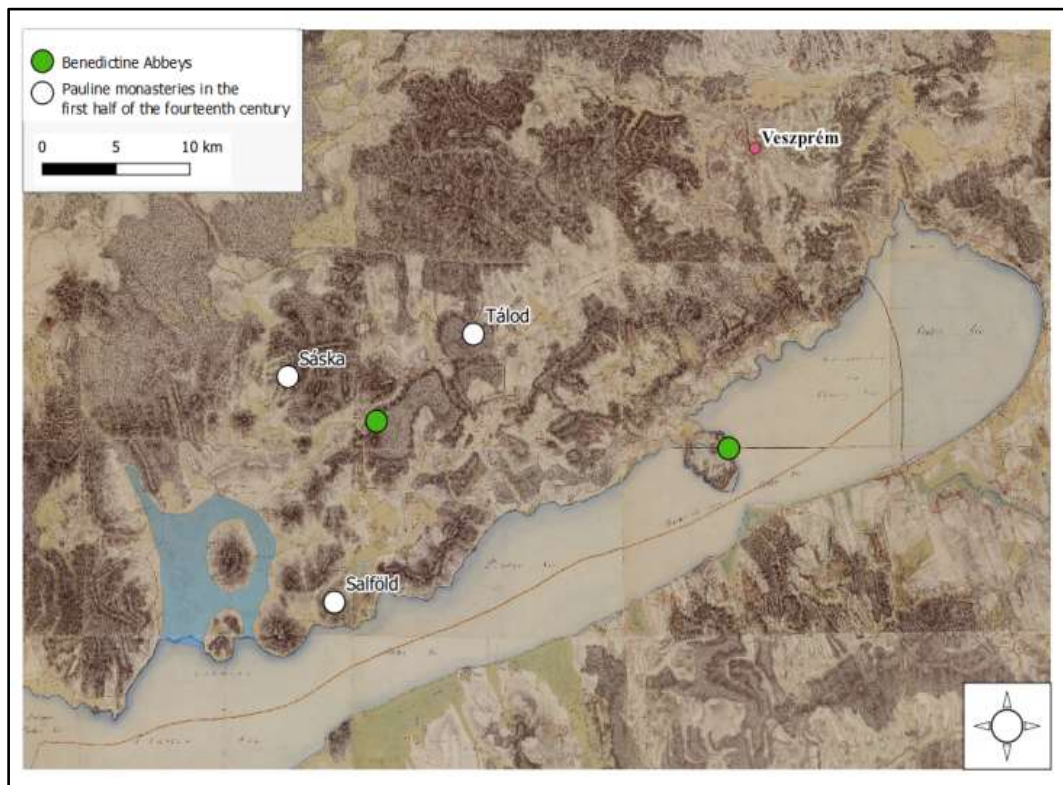 Benedictine Abbeys
Pauline monasteries in the
first half of the fourteenth century
0 5 10 km
Veszprém
Tálod
Sáska
Salföld